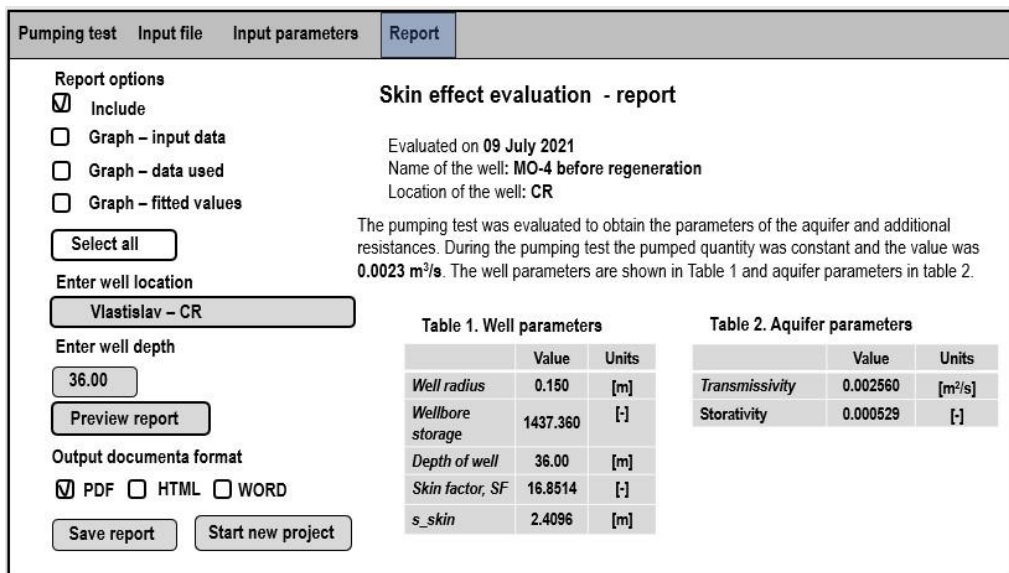 Pumping test Input file Input parameters Report
Report options
Include
Graph – input data
Graph – data used
Graph – fitted values
Select all
Enter well location
Vlastislav – CR
Enter well depth
36.00
Preview report
Output documenta format
PDF HTML WORD
Save report Start new project
Skin effect evaluation - report
Evaluated on 09 July 2021
Name of the well: MO-4 before regeneration
Location of the well: CR
The pumping test was evaluated to obtain the parameters of the aquifer and additional
resistances. During the pumping test the pumped quantity was constant and the value was
0.0023 m³/s. The well parameters are shown in Table 1 and aquifer parameters in table 2.
Table 1. Well parameters
Value Units
Well radius 0.150 [m]
Wellbore
storage 1437.360 [-]
Depth of well 36.00 [m]
Skin factor, SF 16.8514 [-]
s_skin 2.4096 [m]
Table 2. Aquifer parameters
Value Units
Transmissivity 0.002560 [m²/s]
Storativity 0.000529 [-]